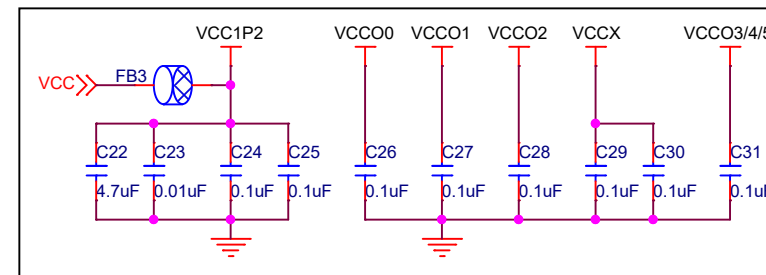 VCC1P2 VCCO0 VCCO1 VCCO2 VCCX VCCO3/4/5
VCC FB3
C22 C23 C24 C25 C26 C27 C28 C29 C30 C31
4.7uF 0.01uF 0.1uF 0.1uF 0.1uF 0.1uF 0.1uF 0.1uF 0.1uF 0.1uF